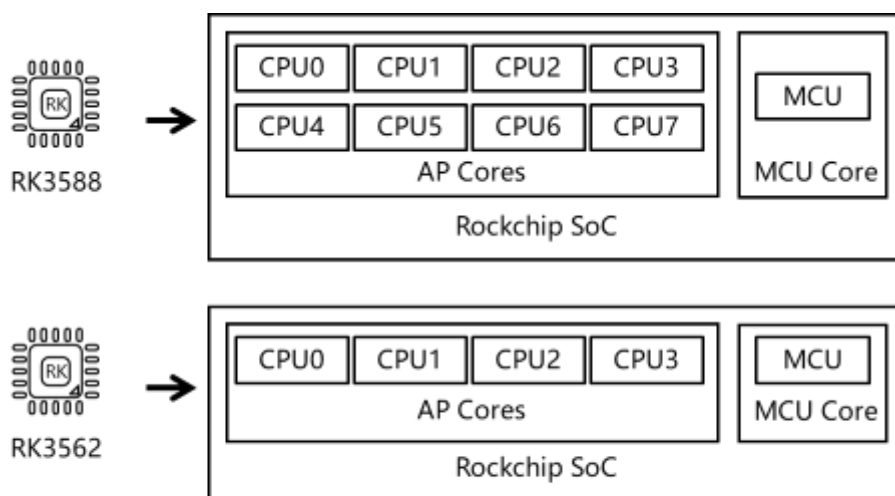 CPU0 CPU1 CPU2 CPU3
MCU
RK
CPU4 CPU5 CPU6 CPU7
AP Cores
MCU Core
RK3588
Rockchip SoC
RK
CPU0 CPU1 CPU2 CPU3
MCU
AP Cores
MCU Core
RK3562
Rockchip SoC